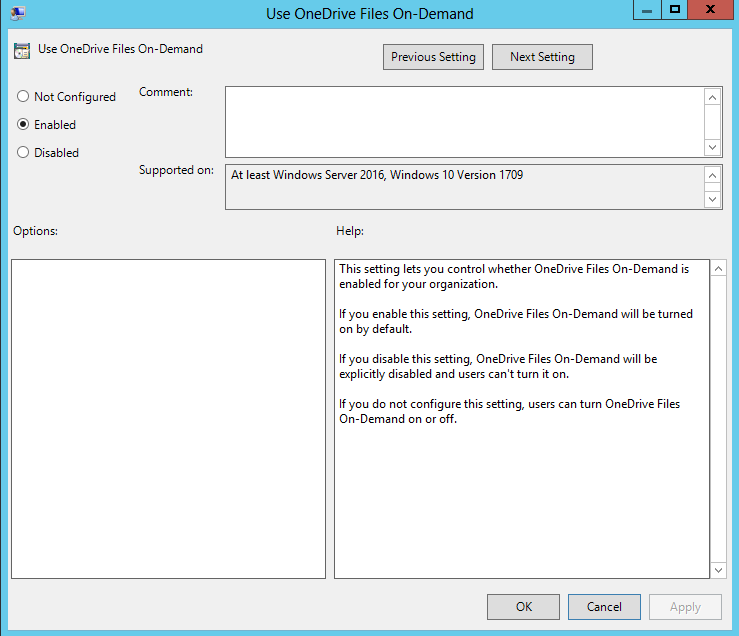 Use OneDrive Files On-Demand
Use OneDrive Files On-Demand
Previous Setting
Next Setting
Not Configured
Comment:
Enabled
Disabled
Supported on:
At least Windows Server 2016, Windows 10 Version 1709
Options:
Help:
This setting lets you control whether OneDrive Files On-Demand is
enabled for your organization.
If you enable this setting, OneDrive Files On-Demand will be turned
on by default.
If you disable this setting, OneDrive Files On-Demand will be
explicitly disabled and users can't turn it on.
If you do not configure this setting, users can turn OneDrive Files
On-Demand on or off.
OK
Cancel
Apply